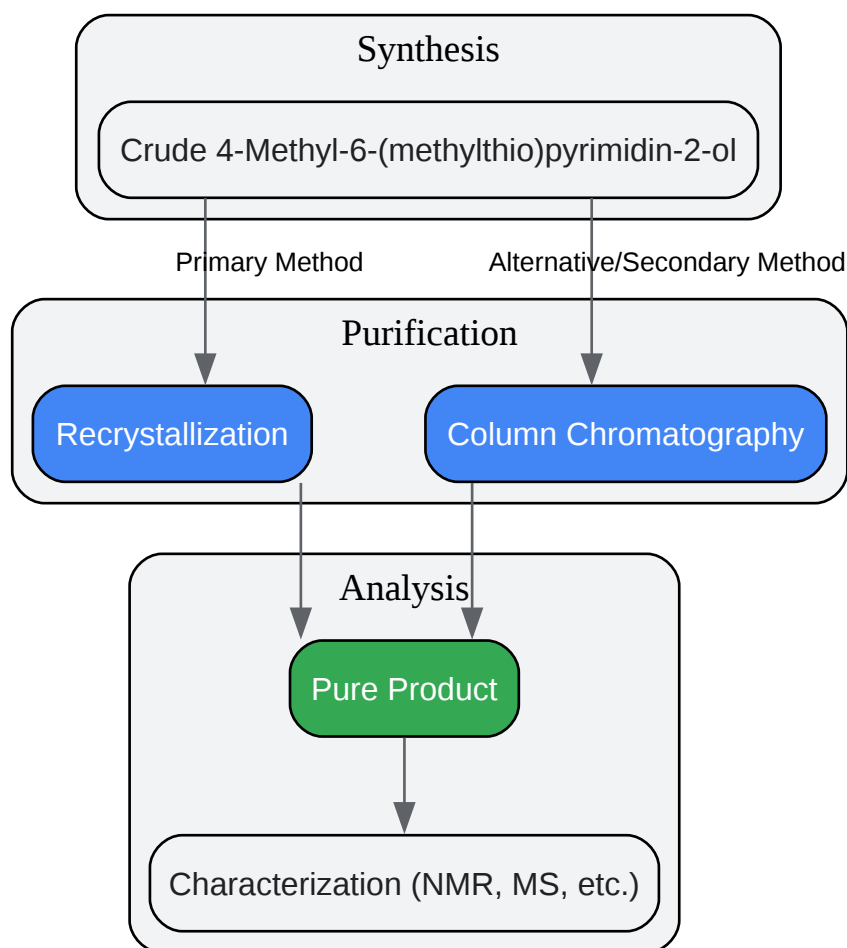 Synthesis
Crude 4-Methyl-6-(methylthio)pyrimidin-2-ol
Primary Method
Alternative/Secondary Method
Purification
Recrystallization
Column Chromatography
Analysis
Pure Product
Characterization (NMR, MS, etc.)